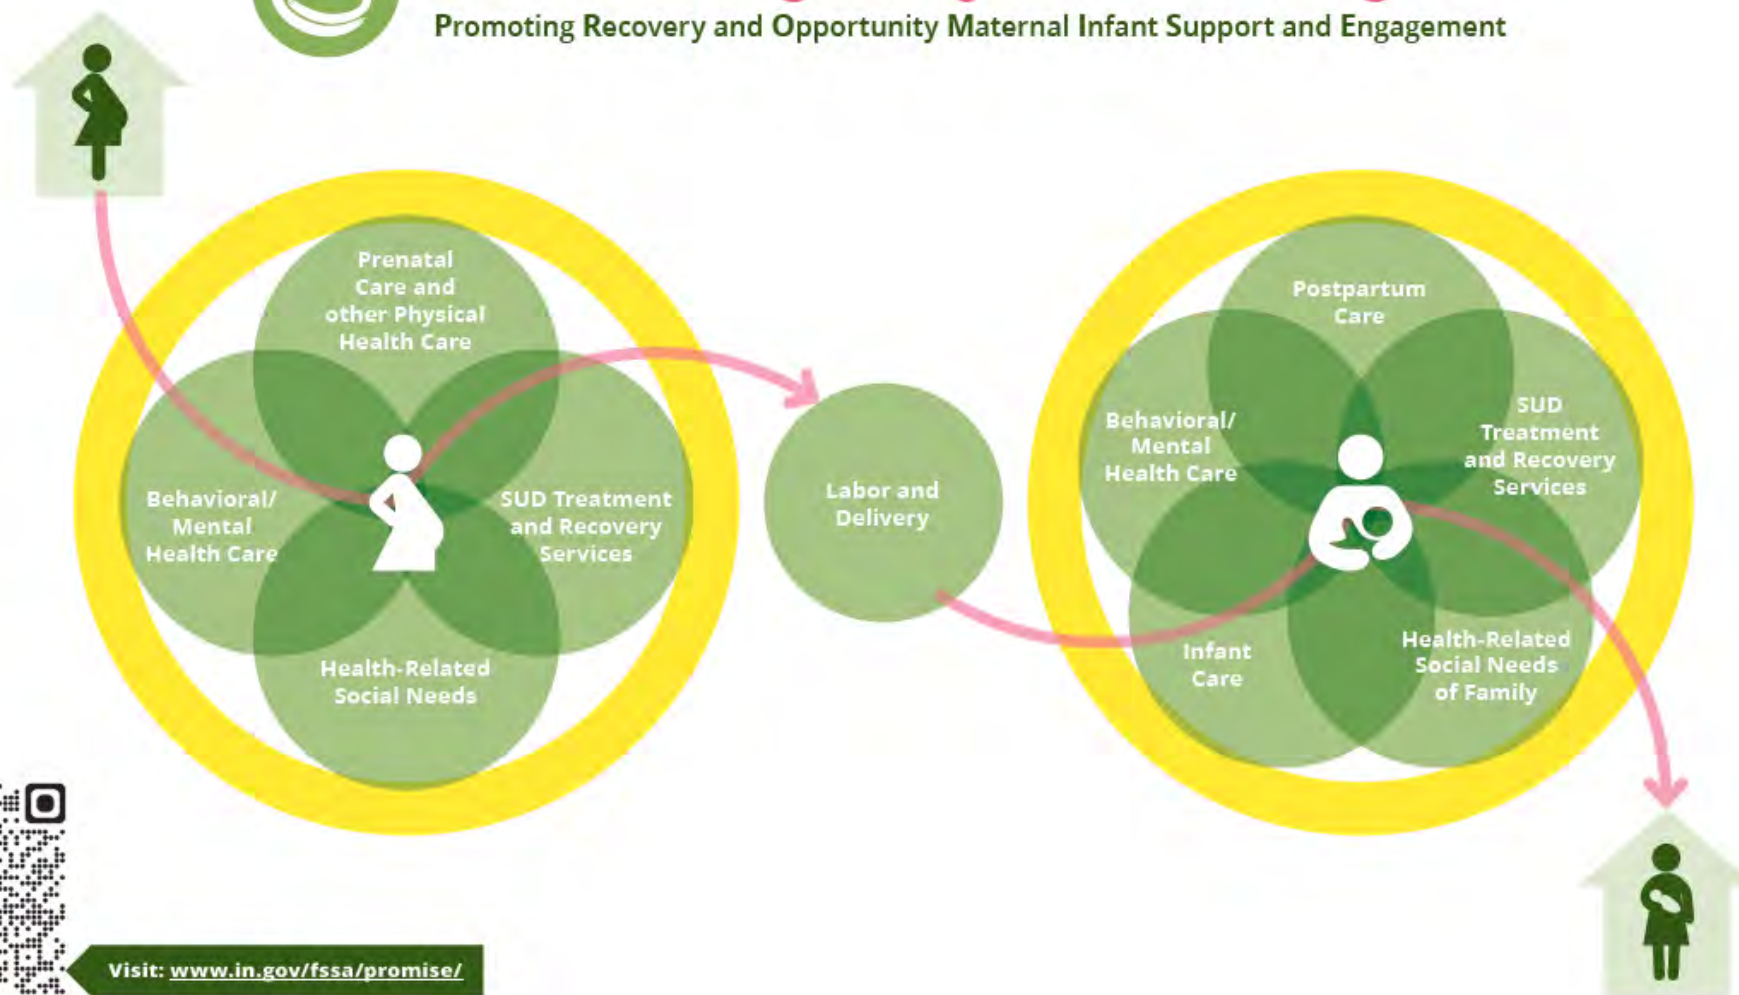 Promoting Recovery and Opportunity Maternal Infant Support and Engagement
Prenatal
Care and
other Physical
Health Care
Behavioral/
Mental
Health Care
SUD Treatment
and Recovery
Services
Health-Related
Social Needs
Labor and
Delivery
Postpartum
Care
Behavioral/
Mental
Health Care
SUD
Treatment
and Recovery
Services
Infant
Care
Health-Related
Social Needs
of Family
Visit: www.in.gov/fssa/promise/